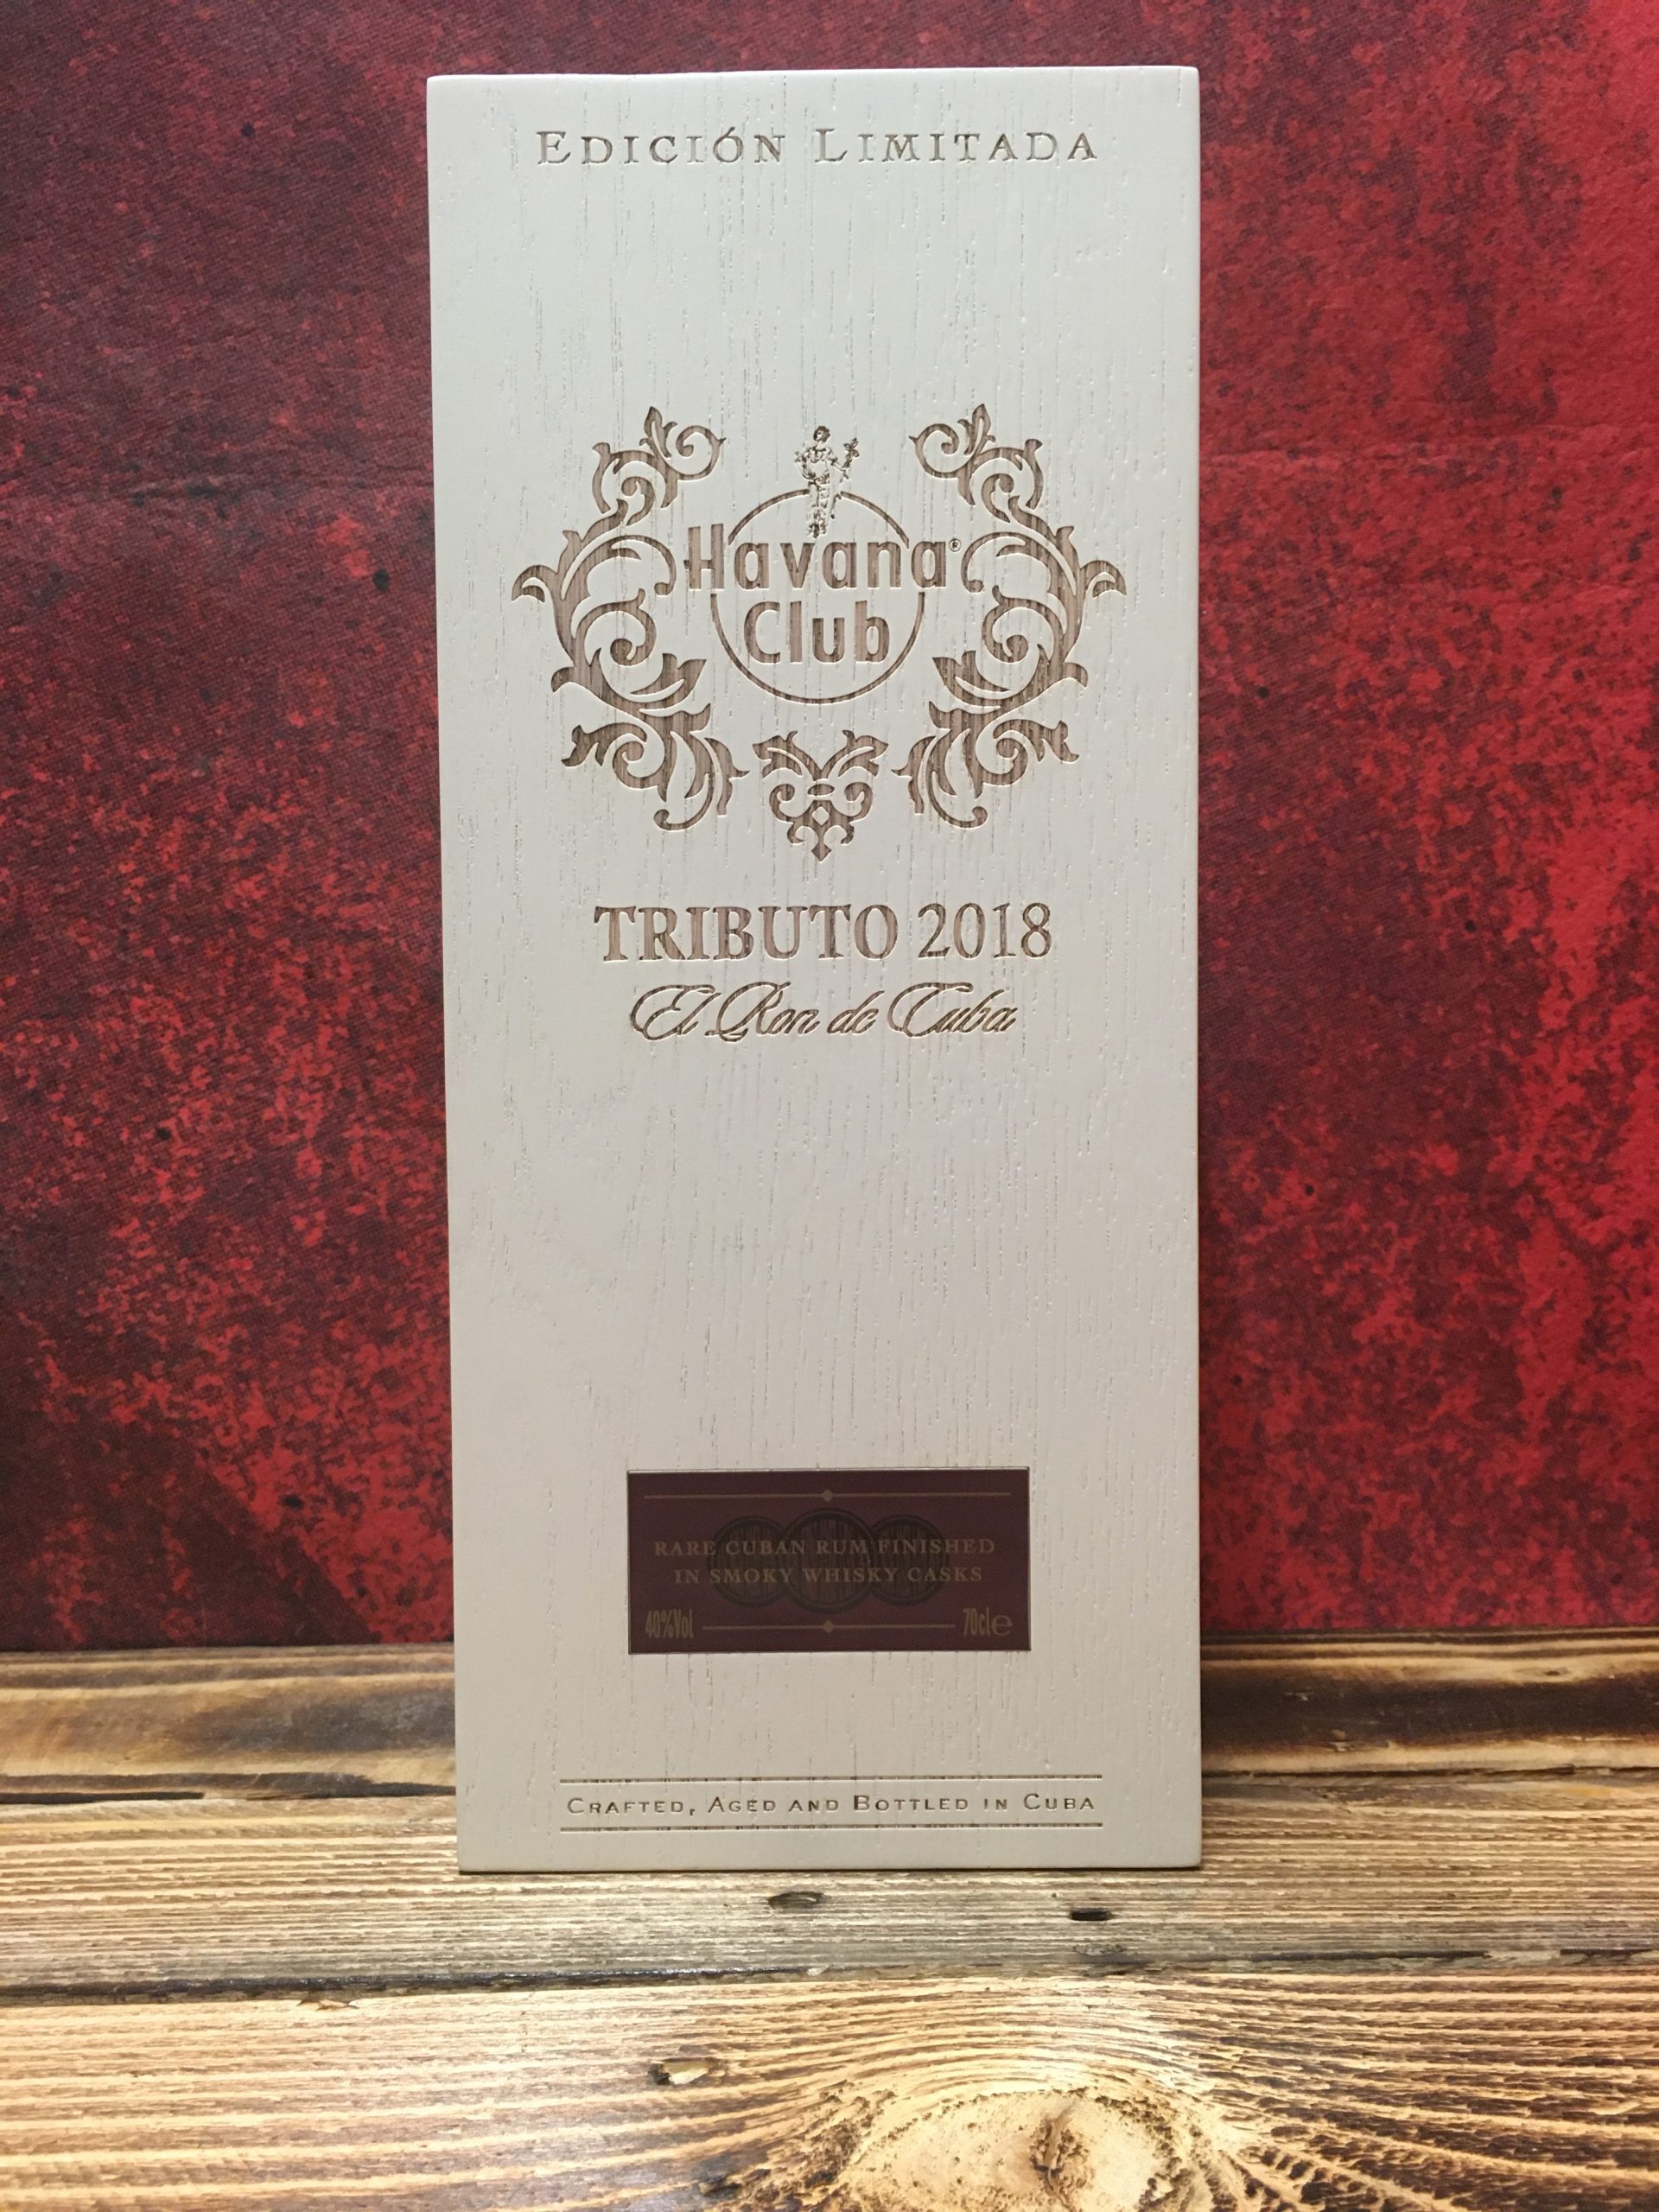 EDICIÓN LIMITADA
Havana®
Club
TRIBUTO 2018
El Ron de Cuba
RARE CUBAN RUM FINISHED
IN SMOKY WHISKY CASKS
40%Vol 70cl℮
CRAFTED, AGED AND BOTTLED IN CUBA